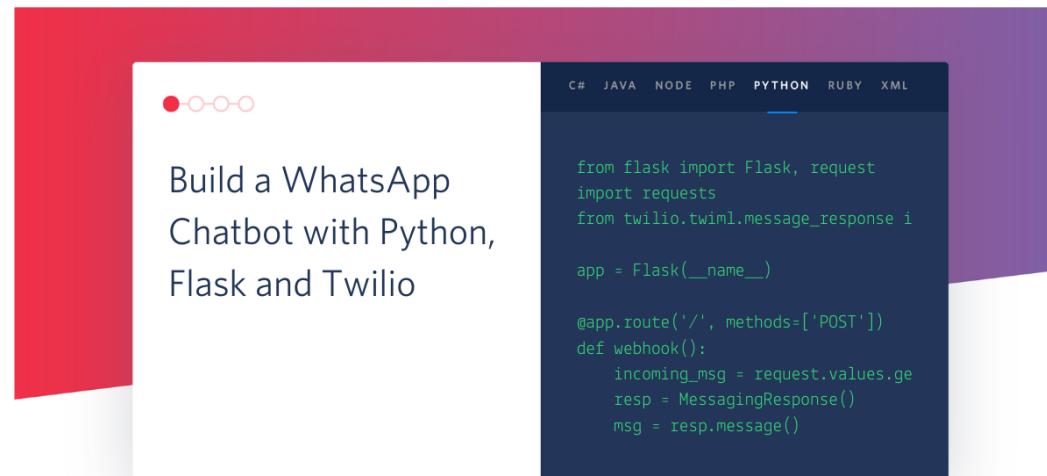 Build a WhatsApp
Chatbot with Python,
Flask and Twilio
C# JAVA NODE PHP PYTHON RUBY XML
from flask import Flask, request
import requests
from twilio.twiml.message_response i
app = Flask(__name__)
@app.route('/', methods=['POST'])
def webhook():
    incoming_msg = request.values.ge
    resp = MessagingResponse()
    msg = resp.message()